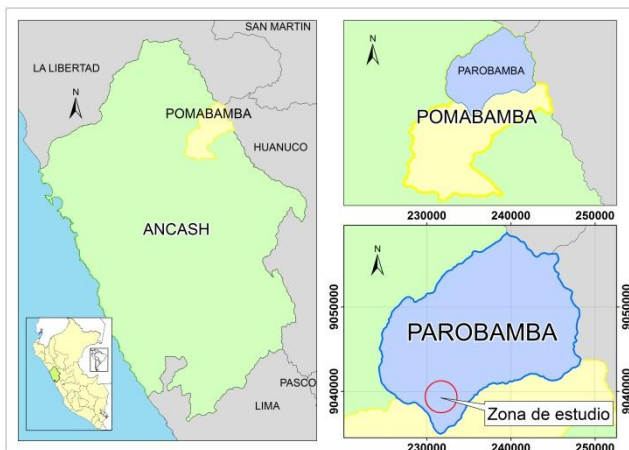 SAN MARTIN
LA LIBERTAD
N
POMABAMBA
HUANUCO
ANCASH
PASCO
LIMA
N
PAROBAMBA
POMABAMBA
230000 240000 250000
N
9050000
9050000
PAROBAMBA
9040000
9040000
Zona de estudio
230000 240000 250000